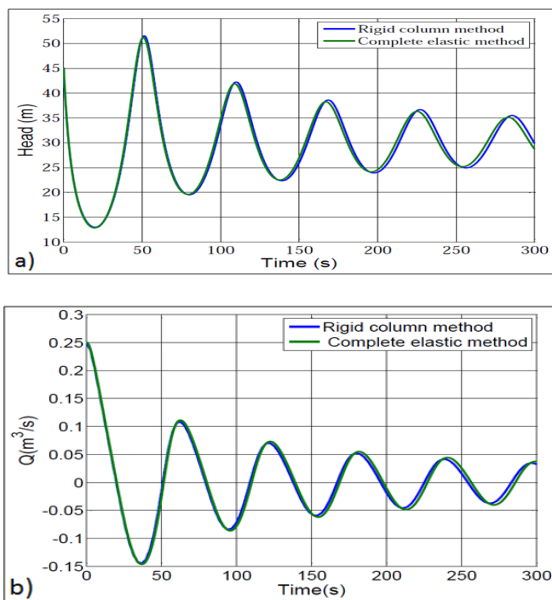 55
50
45
40
35
30
25
20
15
10
Head (m)
Rigid column method
Complete elastic method
0 50 100 150 200 250 300
Time (s)
a)
0.3
0.25
0.2
0.15
0.1
0.05
0
-0.05
-0.1
-0.15
Q(m³/s)
Rigid column method
Complete elastic method
0 50 100 150 200 250 300
Time(s)
b)